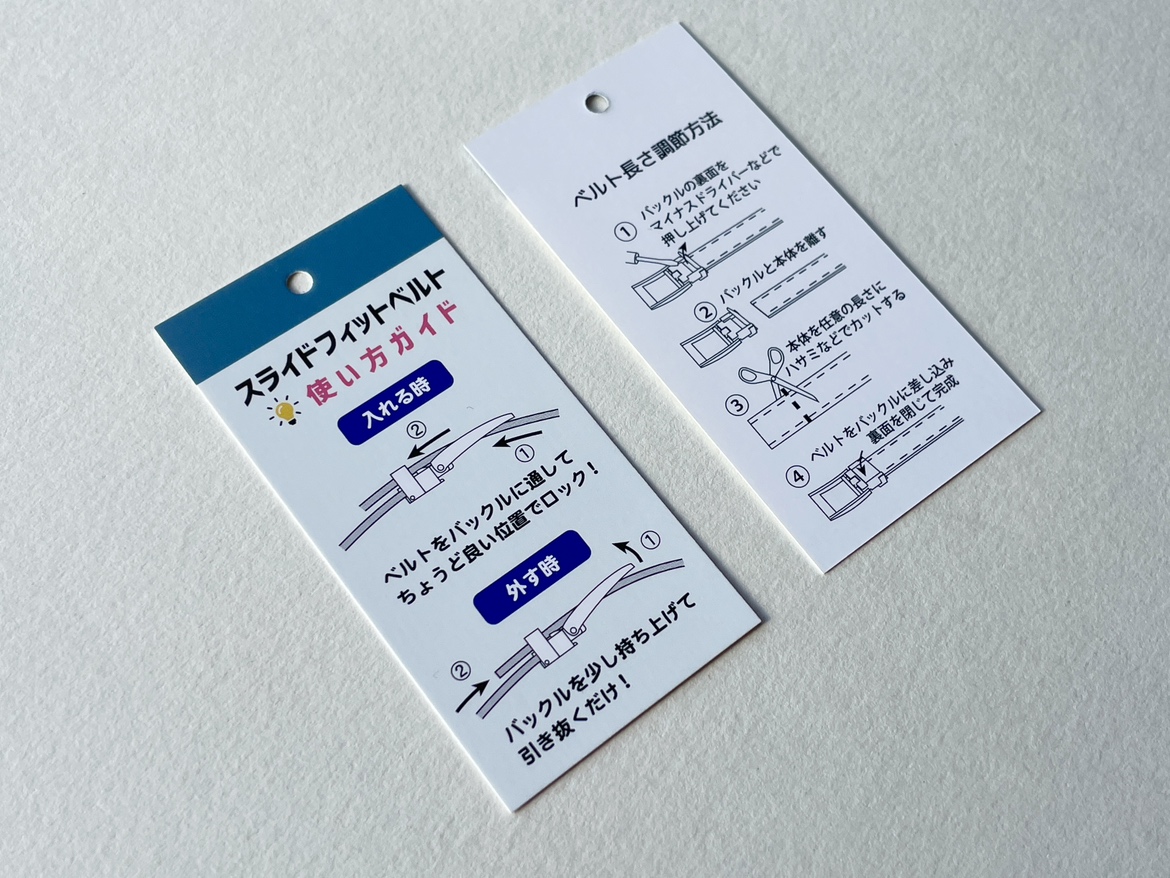 スライドフィットベルト
使い方ガイド
入れる時
②
①
ベルトをバックルに通して
ちょうど良い位置でロック！
外す時
①
②
バックルを少し持ち上げて
引き抜くだけ！
ベルト長さ調節方法
①
バックルの裏面を
マイナスドライバーなどで
押し上げてください
②
バックルと本体を離す
③
本体を任意の長さに
ハサミなどでカットする
④
ベルトをバックルに差し込み
裏面を閉じて完成